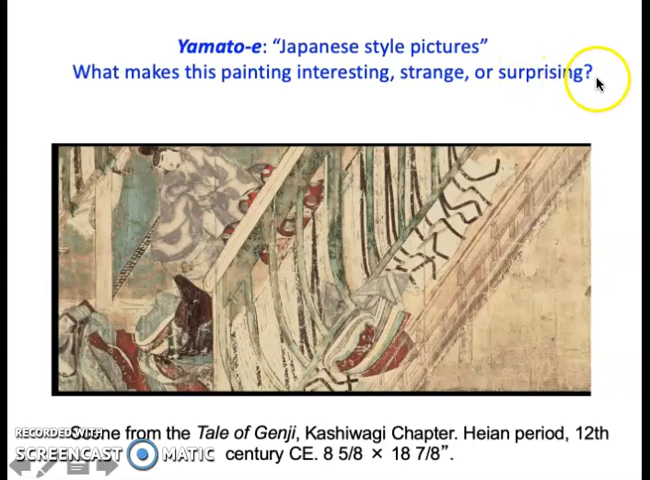 Yamato-e: “Japanese style pictures”
What makes this painting interesting, strange, or surprising?
Scene from the Tale of Genji, Kashiwagi Chapter. Heian period, 12th
century CE. 8 5/8 × 18 7/8”.
RECORDED WITH
SCREENCAST MATIC